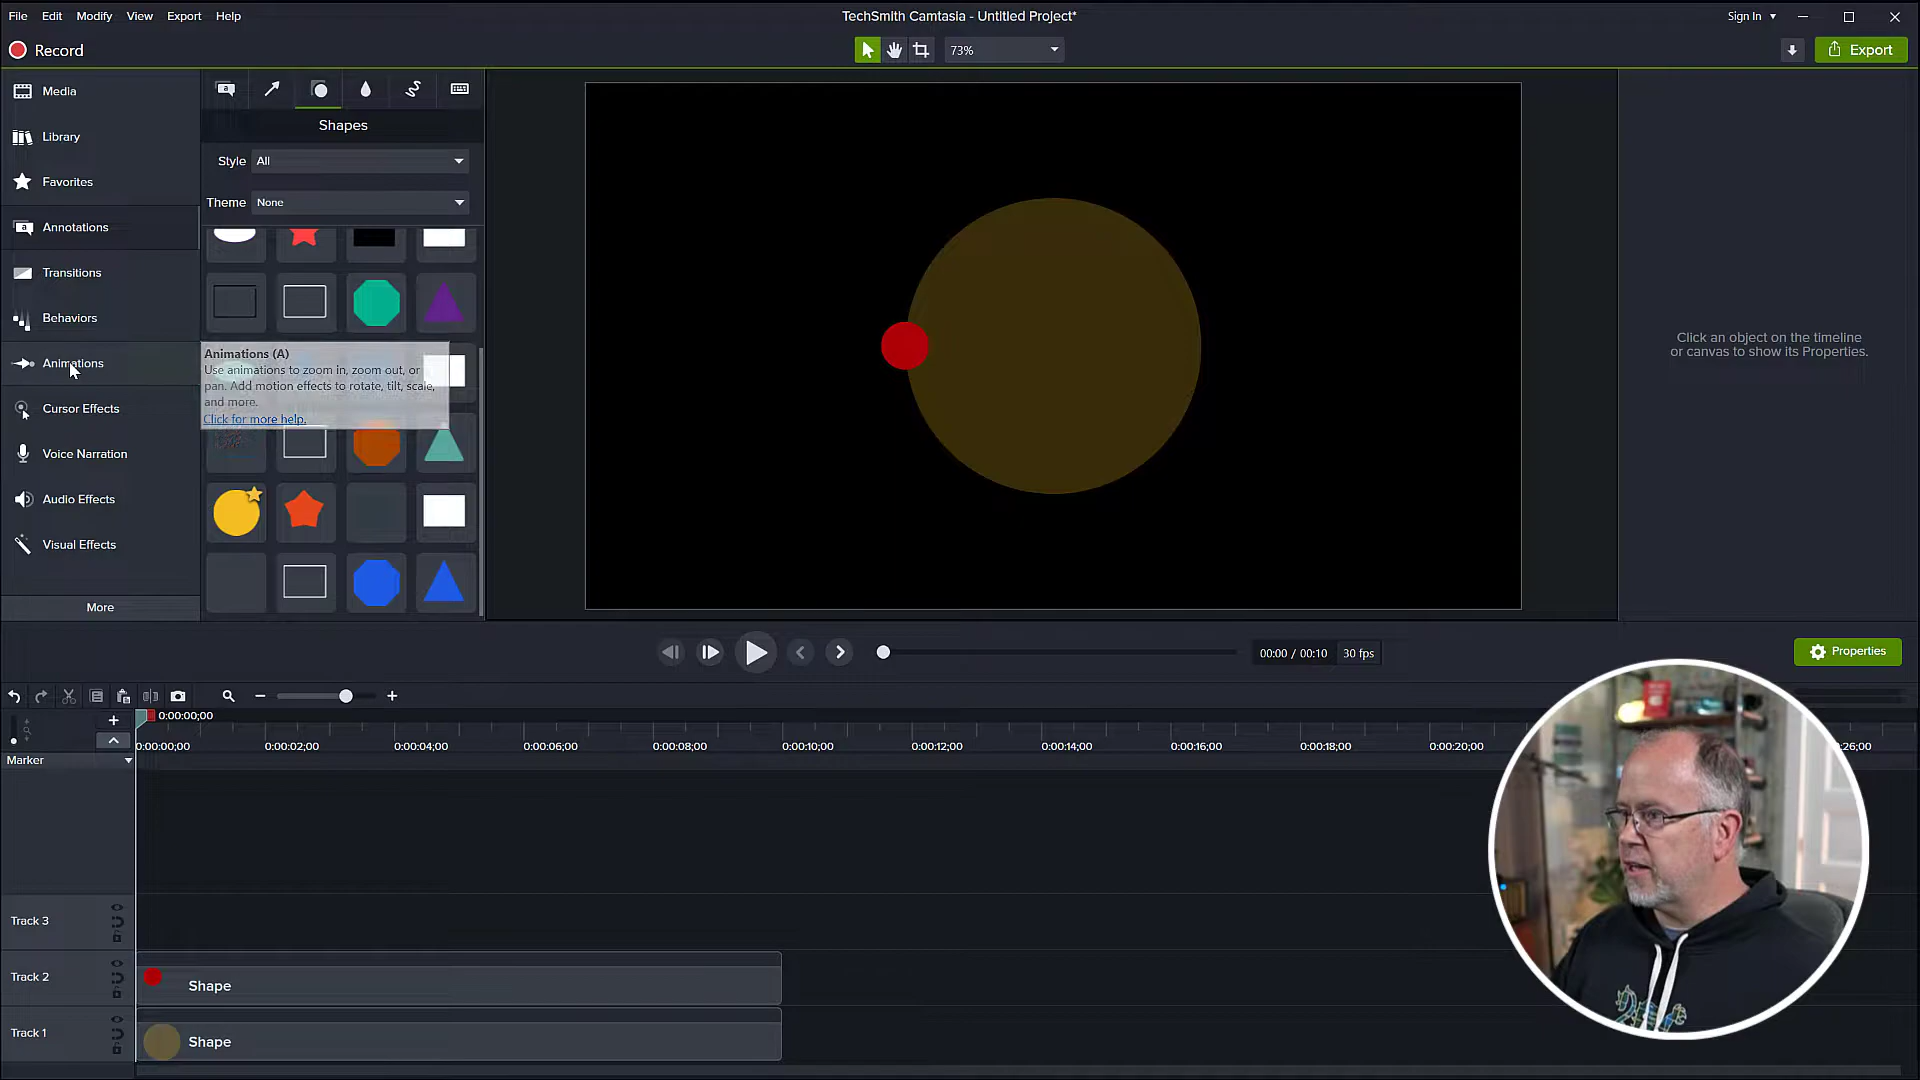 File Edit Modify View Export Help
TechSmith Camtasia - Untitled Project*
Sign In
Record
73%
Export
Media
Library
Favorites
Annotations
Transitions
Behaviors
Animations
Cursor Effects
Voice Narration
Audio Effects
Visual Effects
More
Shapes
Style All
Theme None
Animations (A)
Use animations to zoom in, zoom out, or
pan. Add motion effects to rotate, tilt, scale,
and more.
Click for more help.
Click an object on the timeline
or canvas to show its Properties.
00:00 / 00:10 30 fps
Properties
0:00:00;00
0:00:00;00 0:00:02;00 0:00:04;00 0:00:06;00 0:00:08;00 0:00:10;00 0:00:12;00 0:00:14;00 0:00:16;00 0:00:18;00 0:00:20;00 26;00
Marker
Track 3
Track 2
Shape
Track 1
Shape